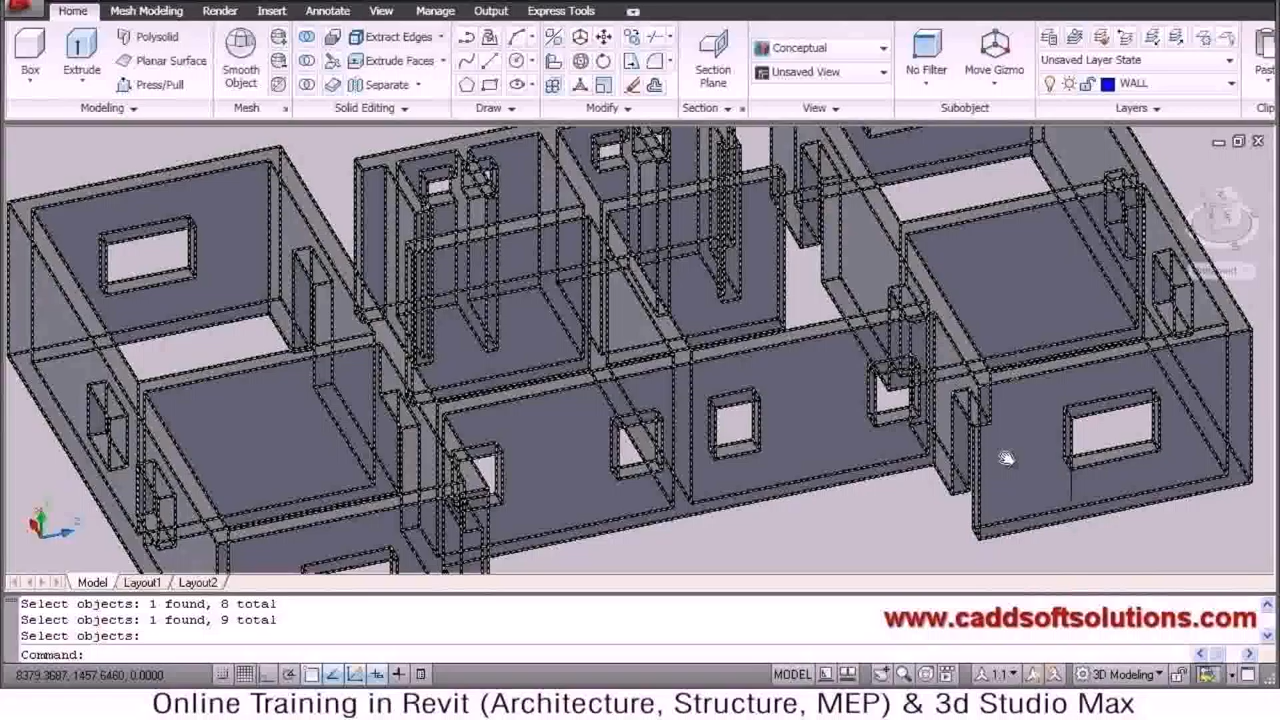 Home Mesh Modeling Render Insert Annotate View Manage Output Express Tools
Polysolid Extract Edges Conceptual Unsaved Layer State
Planar Surface Extrude Faces Unsaved View
Box Extrude Press/Pull Smooth Object Separate Section Plane No Filter Move Gizmo WALL Past
Modeling Mesh Solid Editing Draw Modify Section View Subobject Layers Clip
Model Layout1 Layout2
Select objects: 1 found, 8 total
Select objects: 1 found, 9 total
www.caddsoftsolutions.com
Select objects:
Command:
8379.3687, 1457.6460, 0.0000 MODEL 1:1 3D Modeling
Online Training in Revit (Architecture, Structure, MEP) & 3d Studio Max